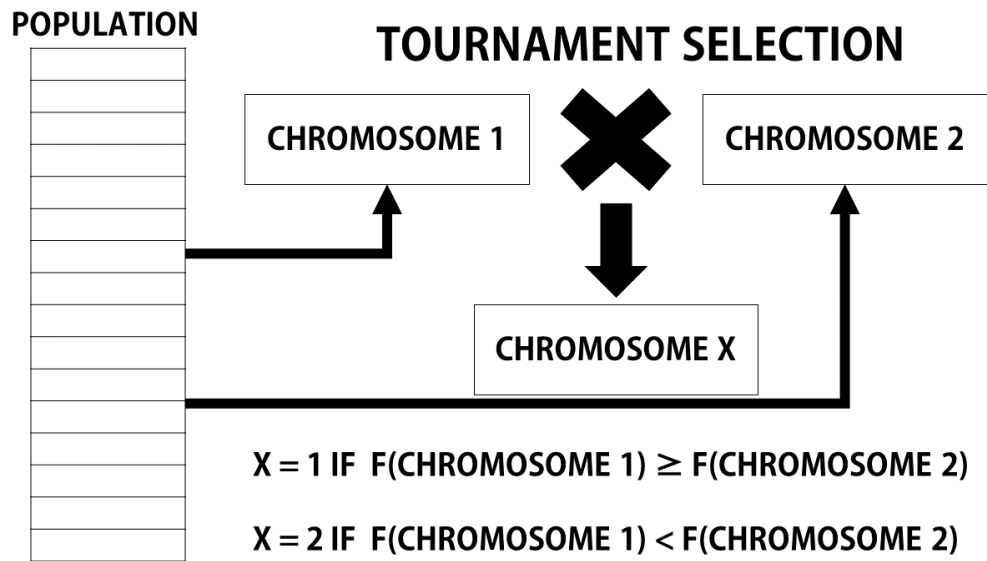 POPULATION
TOURNAMENT SELECTION
CHROMOSOME 1
CHROMOSOME 2
CHROMOSOME X
X = 1 IF F(CHROMOSOME 1) ≥ F(CHROMOSOME 2)
X = 2 IF F(CHROMOSOME 1) < F(CHROMOSOME 2)